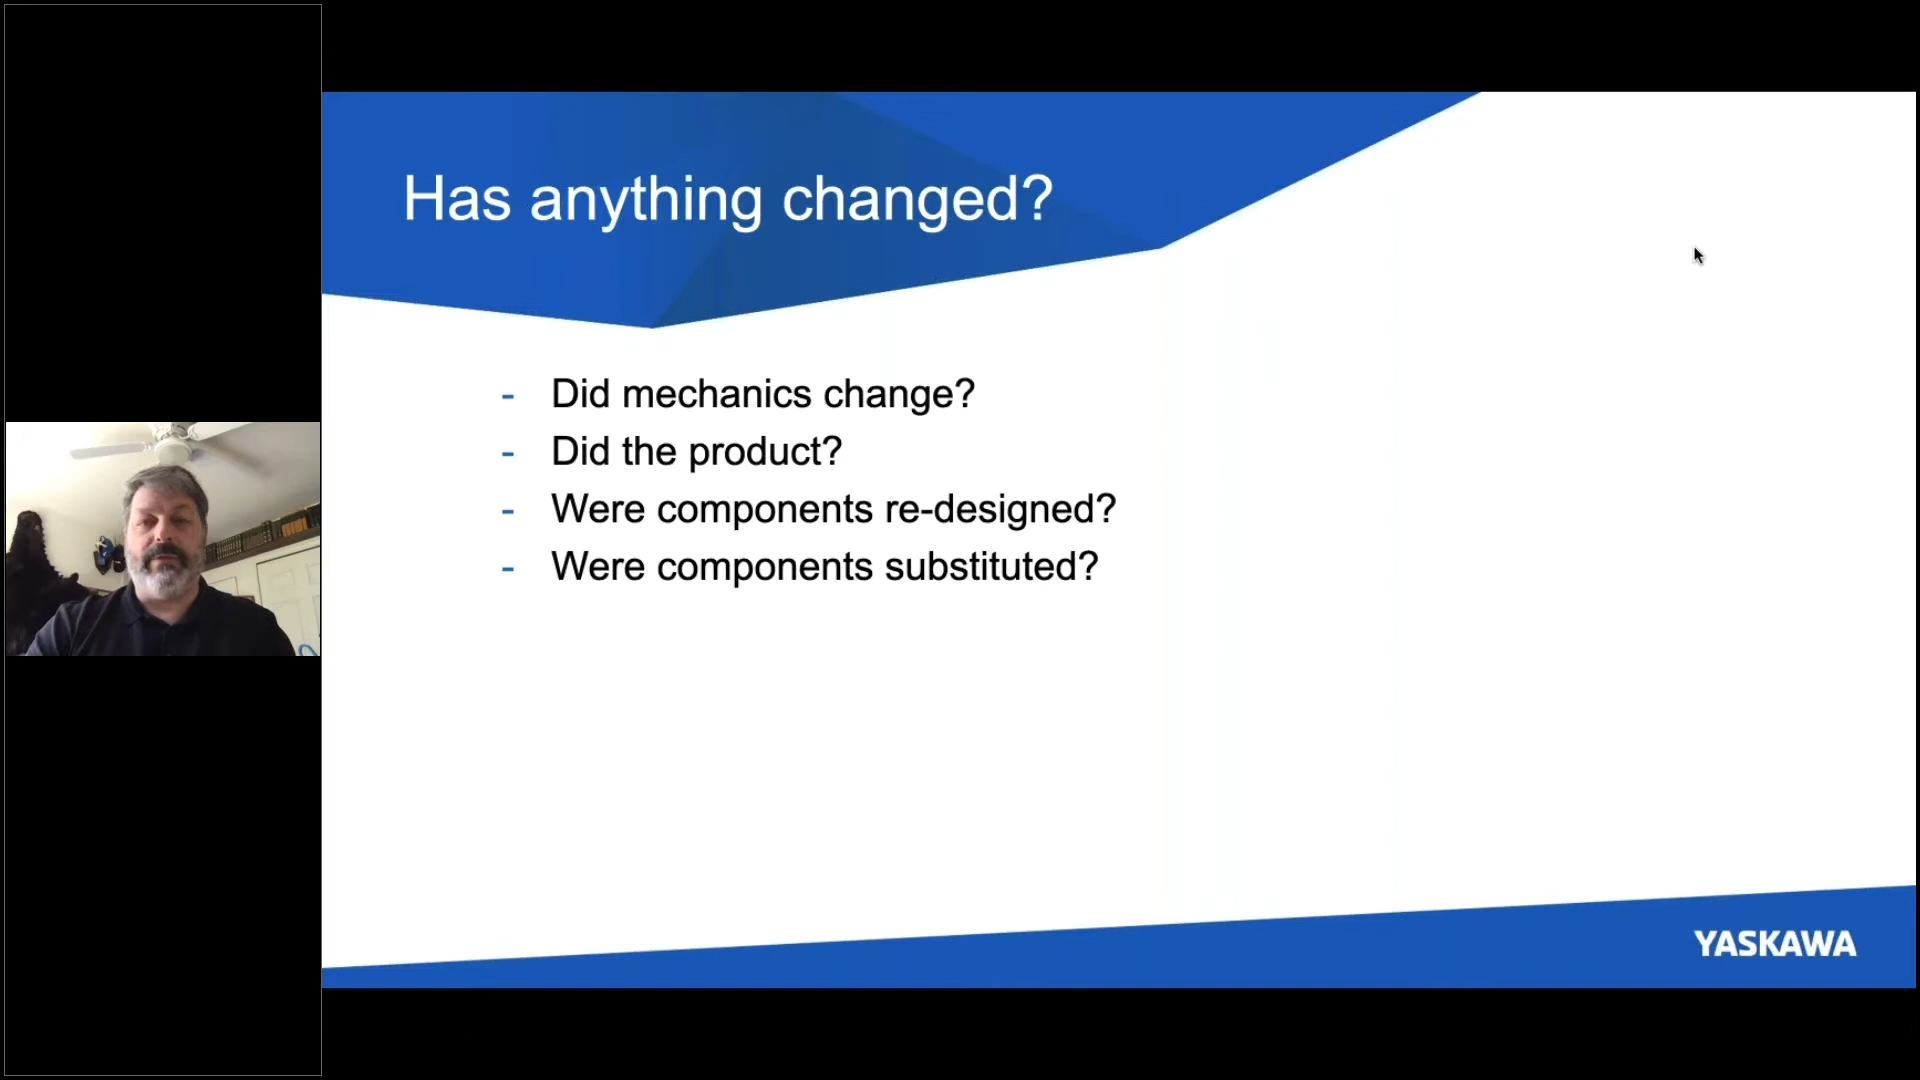 Has anything changed?
- Did mechanics change?
- Did the product?
- Were components re-designed?
- Were components substituted?
YASKAWA